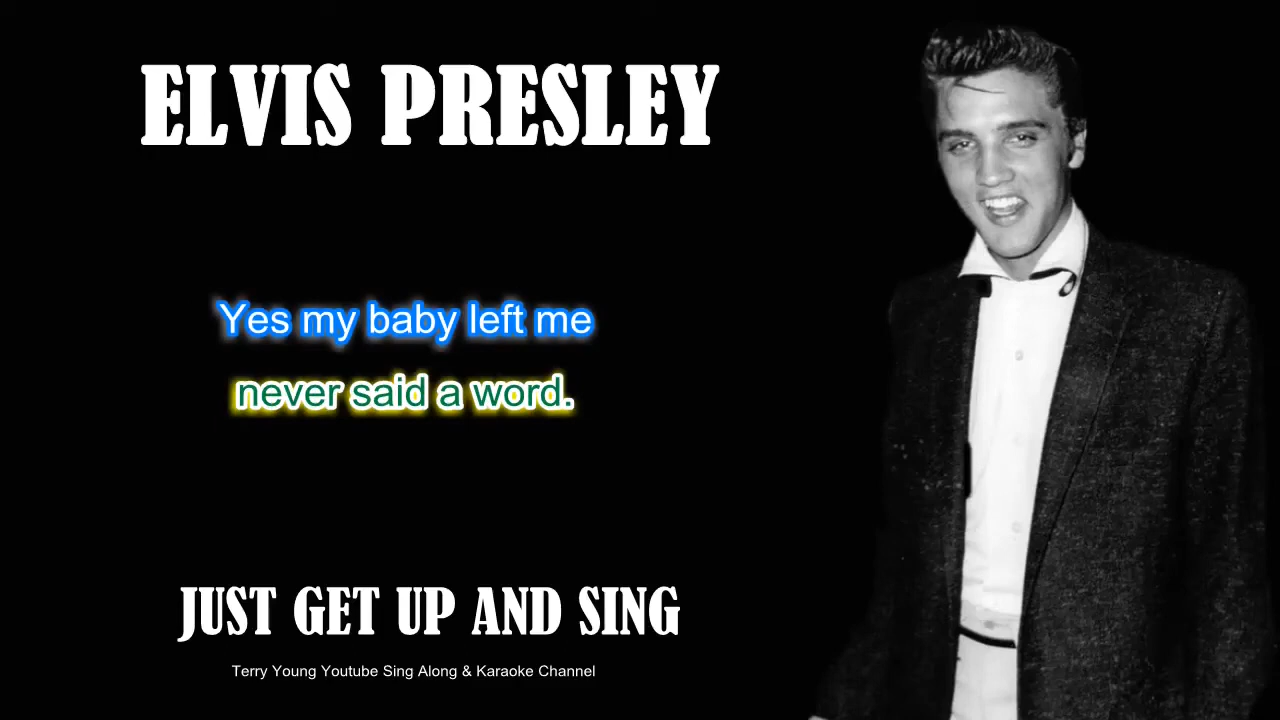 ELVIS PRESLEY
Yes my baby left me
never said a word.
JUST GET UP AND SING
Terry Young Youtube Sing Along & Karaoke Channel